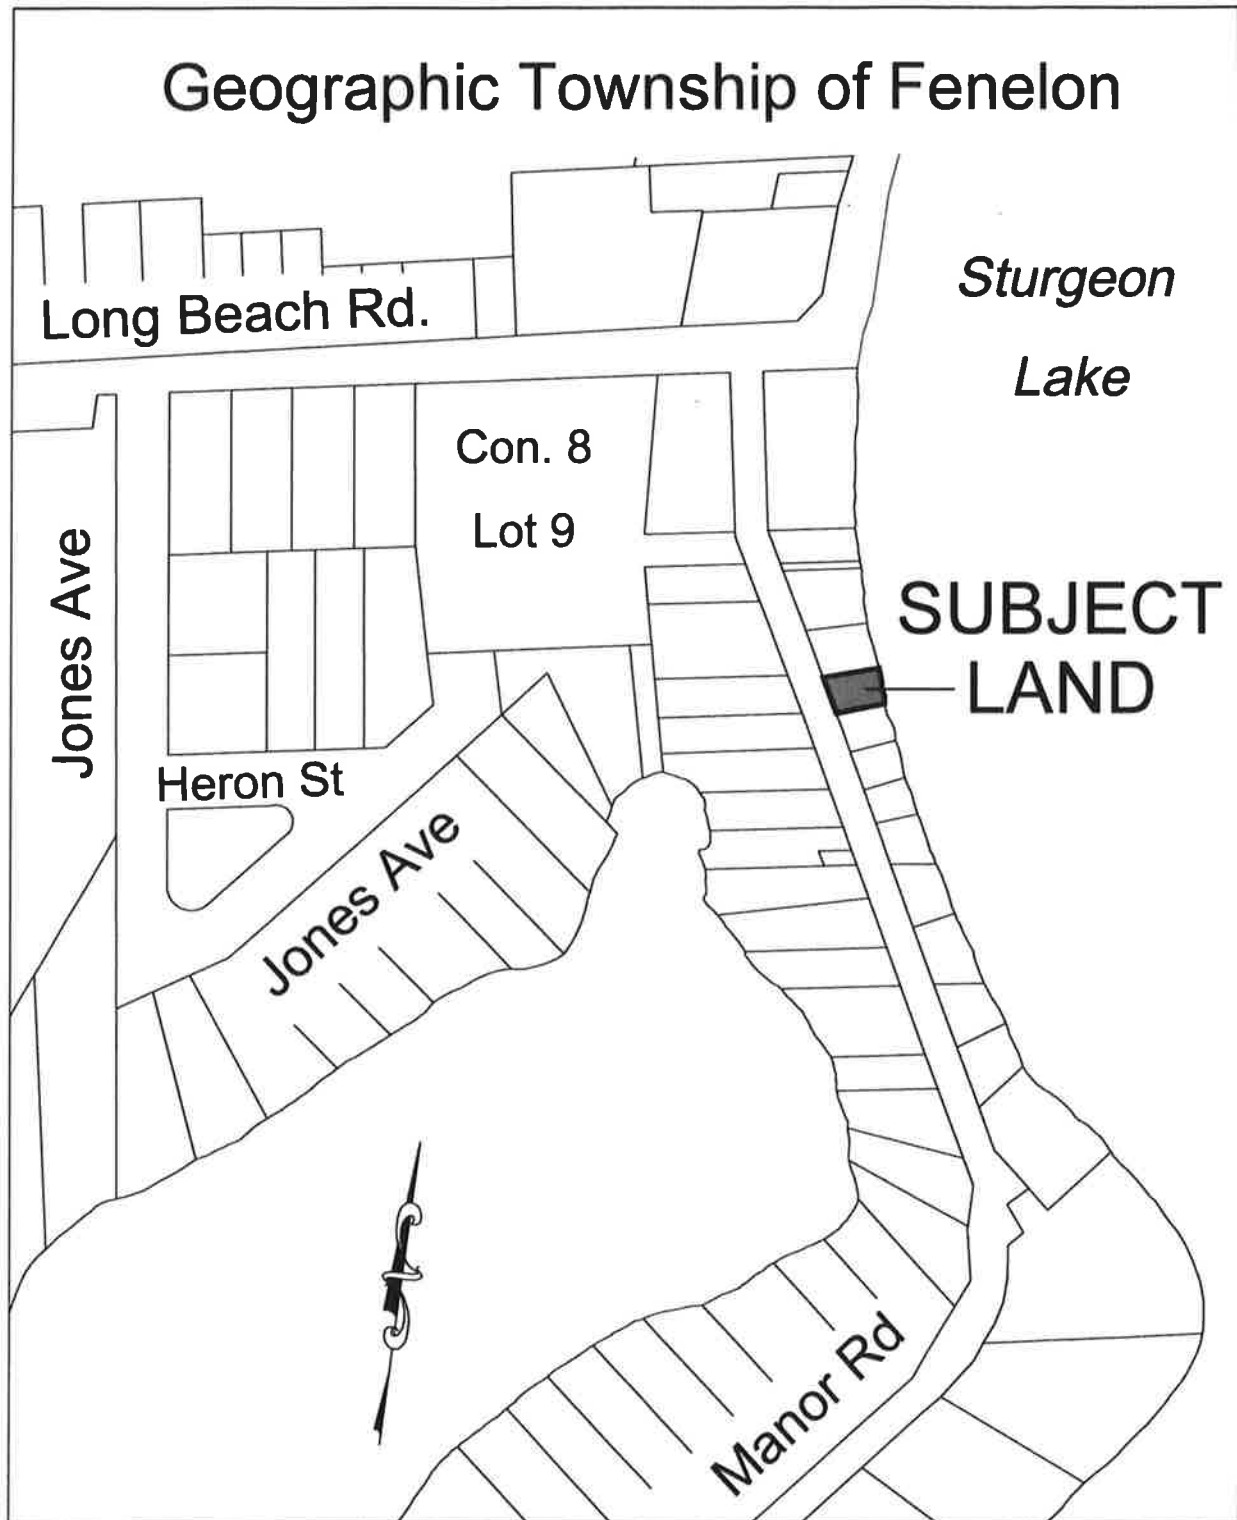 Geographic Township of Fenelon
Sturgeon
Lake
Long Beach Rd.
Con. 8
Lot 9
Jones Ave
SUBJECT
LAND
Heron St
Jones Ave
Manor Rd